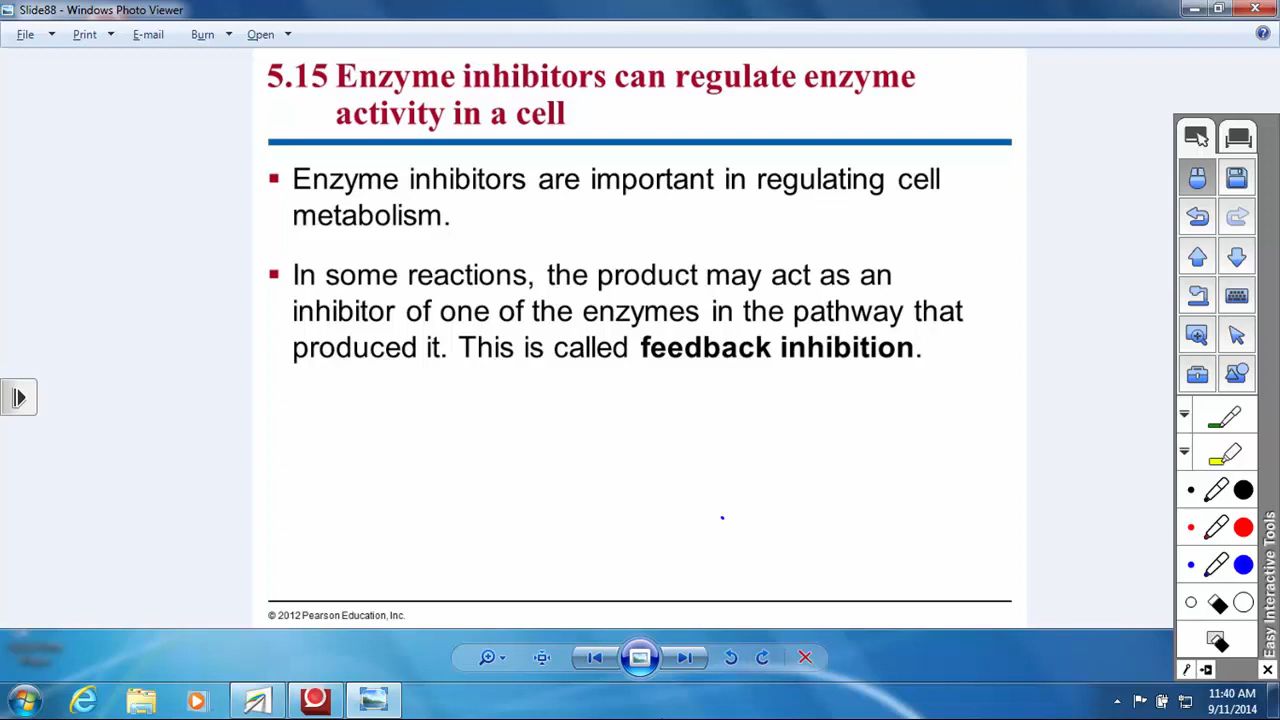 Slide88 - Windows Photo Viewer
File Print E-mail Burn Open
5.15 Enzyme inhibitors can regulate enzyme
activity in a cell
Enzyme inhibitors are important in regulating cell
metabolism.
In some reactions, the product may act as an
inhibitor of one of the enzymes in the pathway that
produced it. This is called feedback inhibition.
© 2012 Pearson Education, Inc.
Easy Interactive Tools
11:40 AM
9/11/2014